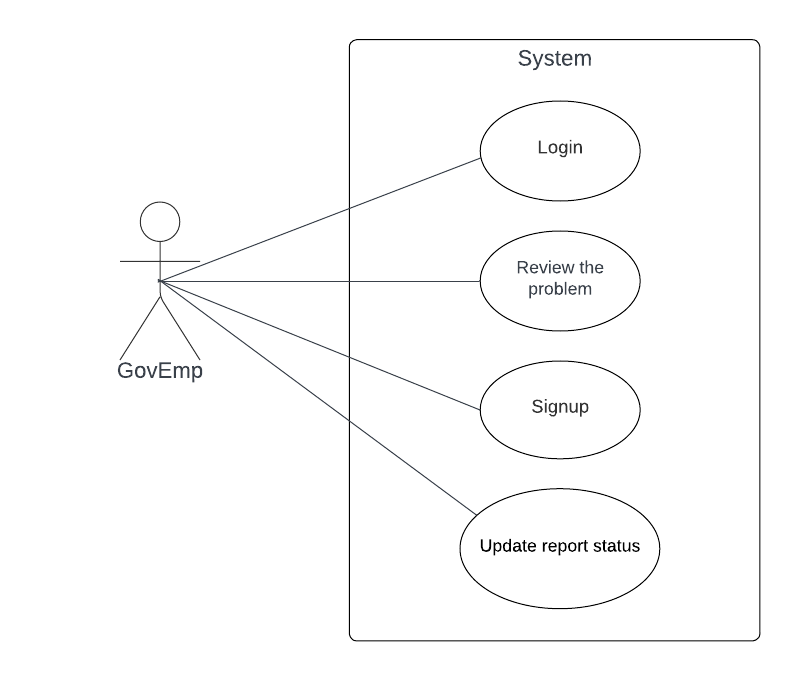 System
Login
Review the
problem
Signup
Update report status
GovEmp